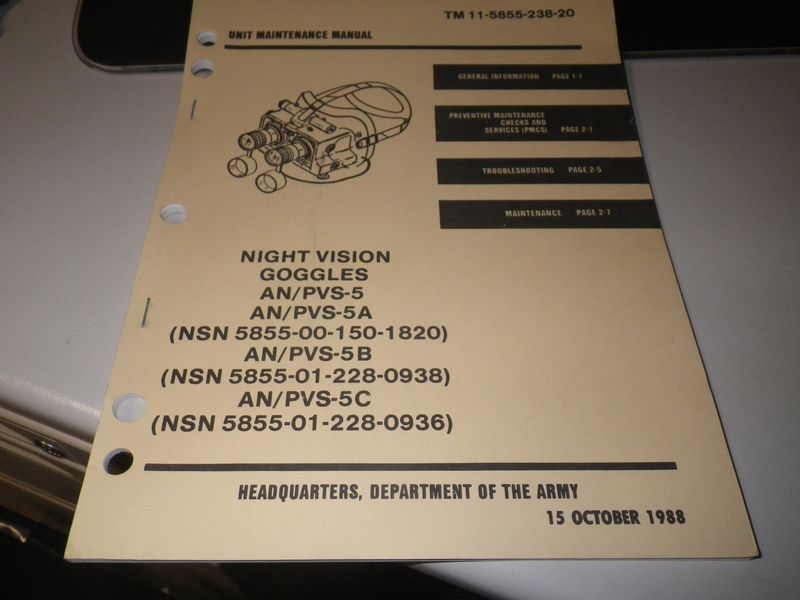 TM 11-5855-238-20
UNIT MAINTENANCE MANUAL
GENERAL INFORMATION PAGE 1-1
PREVENTIVE MAINTENANCE
CHECKS AND
SERVICES (PMCS) PAGE 2-1
TROUBLESHOOTING PAGE 2-5
MAINTENANCE PAGE 2-7
NIGHT VISION
GOGGLES
AN/PVS-5
AN/PVS-5A
(NSN 5855-00-150-1820)
AN/PVS-5B
(NSN 5855-01-228-0938)
AN/PVS-5C
(NSN 5855-01-228-0936)
HEADQUARTERS, DEPARTMENT OF THE ARMY
15 OCTOBER 1988